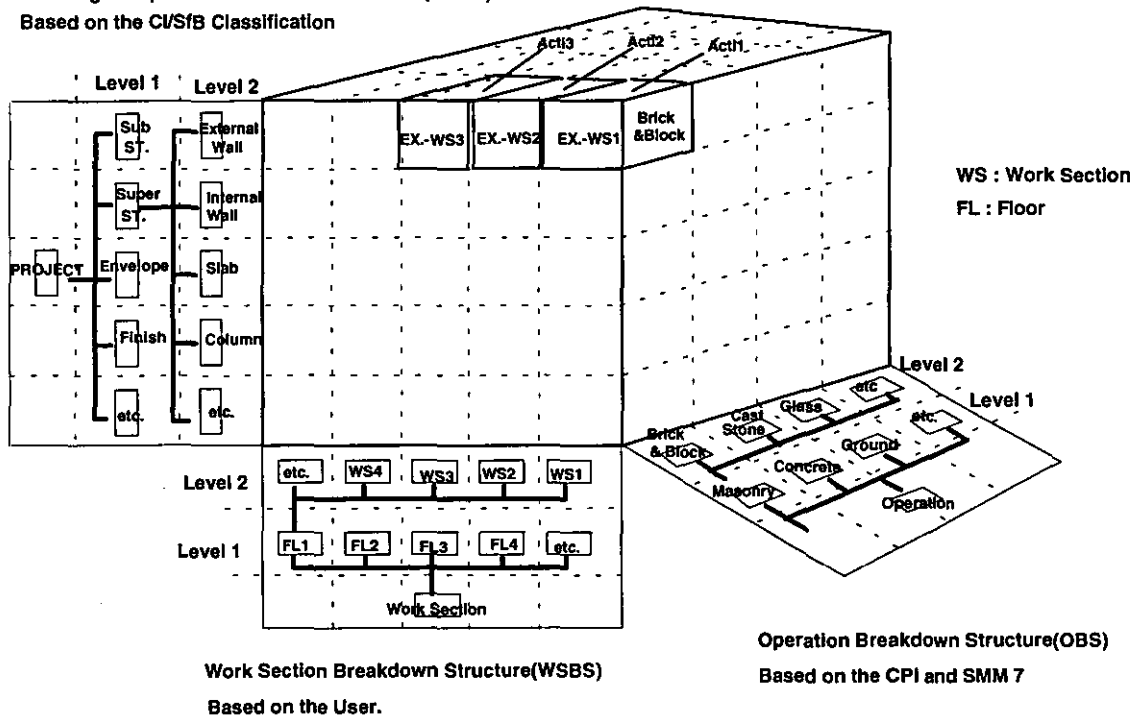 Based on the CI/SfB Classification
Level 1
Level 2
Acti3
Acti2
Acti1
Sub
ST.
External
Wall
EX.-WS3
EX.-WS2
EX.-WS1
Brick
&Block
WS : Work Section
FL : Floor
Super
ST.
Internal
Wall
PROJECT
Envelope
Slab
Finish
Column
etc.
etc.
Level 2
Level 1
etc
Glass
Cast
Stone
Brick
& Block
etc.
Ground
Concrete
Masonry
Operation
Level 2
etc.
WS4
WS3
WS2
WS1
Level 1
FL1
FL2
FL3
FL4
etc.
Work Section
Work Section Breakdown Structure(WSBS)
Based on the User.
Operation Breakdown Structure(OBS)
Based on the CPI and SMM 7